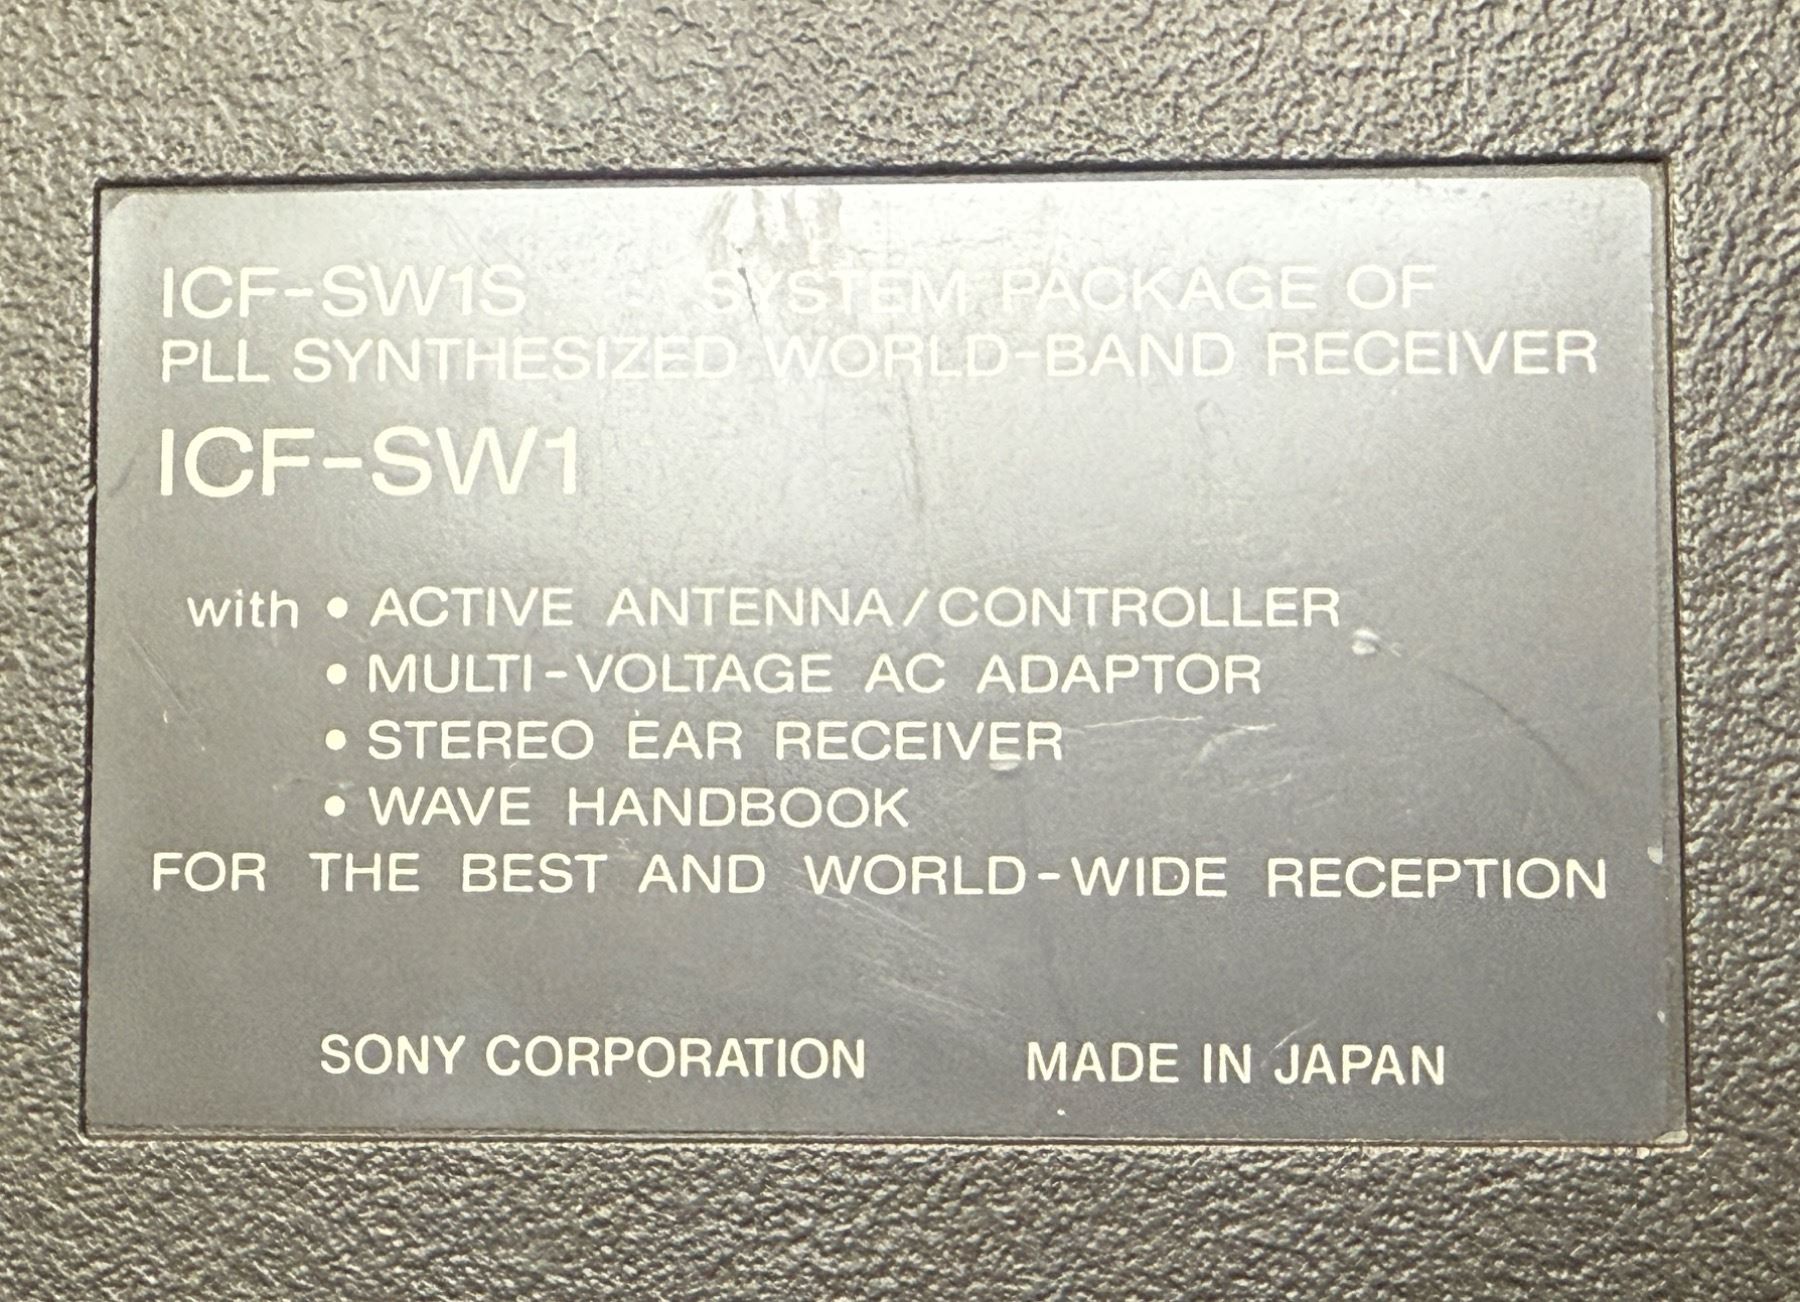 ICF-SW1S SYSTEM PACKAGE OF
PLL SYNTHESIZED WORLD-BAND RECEIVER
ICF-SW1
with • ACTIVE ANTENNA/CONTROLLER
• MULTI-VOLTAGE AC ADAPTOR
• STEREO EAR RECEIVER
• WAVE HANDBOOK
FOR THE BEST AND WORLD-WIDE RECEPTION
SONY CORPORATION MADE IN JAPAN